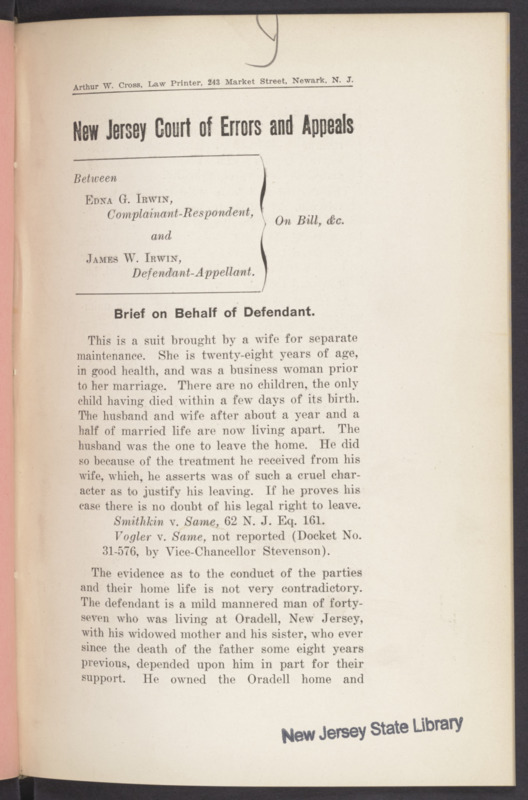 Arthur W. Cross, Law Printer, 243 Market Street, Newark, N. J.
New Jersey Court of Errors and Appeals
Between
Edna G. Irwin,
Complainant-Respondent,
and
James W. Irwin,
Defendant-Appellant.
On Bill, &c.
Brief on Behalf of Defendant.
This is a suit brought by a wife for separate
maintenance. She is twenty-eight years of age,
in good health, and was a business woman prior
to her marriage. There are no children, the only
child having died within a few days of its birth.
The husband and wife after about a year and a
half of married life are now living apart. The
husband was the one to leave the home. He did
so because of the treatment he received from his
wife, which, he asserts was of such a cruel char-
acter as to justify his leaving. If he proves his
case there is no doubt of his legal right to leave.
Smithkin v. Same, 62 N. J. Eq. 161.
Vogler v. Same, not reported (Docket No.
31-576, by Vice-Chancellor Stevenson).
The evidence as to the conduct of the parties
and their home life is not very contradictory.
The defendant is a mild mannered man of forty-
seven who was living at Oradell, New Jersey,
with his widowed mother and his sister, who ever
since the death of the father some eight years
previous, depended upon him in part for their
support. He owned the Oradell home and
New Jersey State Library